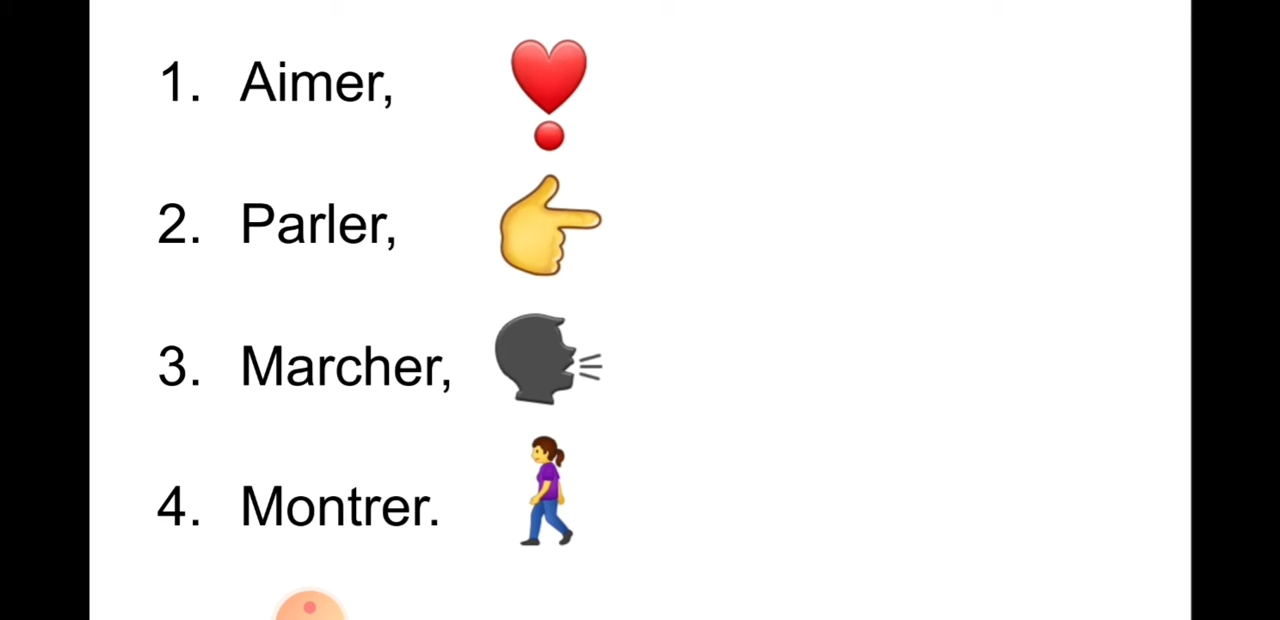 1. Aimer,
2. Parler,
3. Marcher,
4. Montrer.